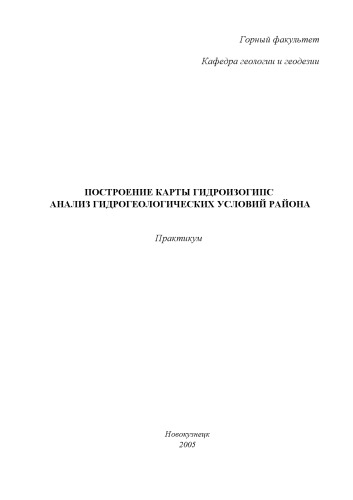 Горный факультет
Кафедра геологии и геодезии
ПОСТРОЕНИЕ КАРТЫ ГИДРОИЗОГИПС
АНАЛИЗ ГИДРОГЕОЛОГИЧЕСКИХ УСЛОВИЙ РАЙОНА
Практикум
Новокузнецк
2005